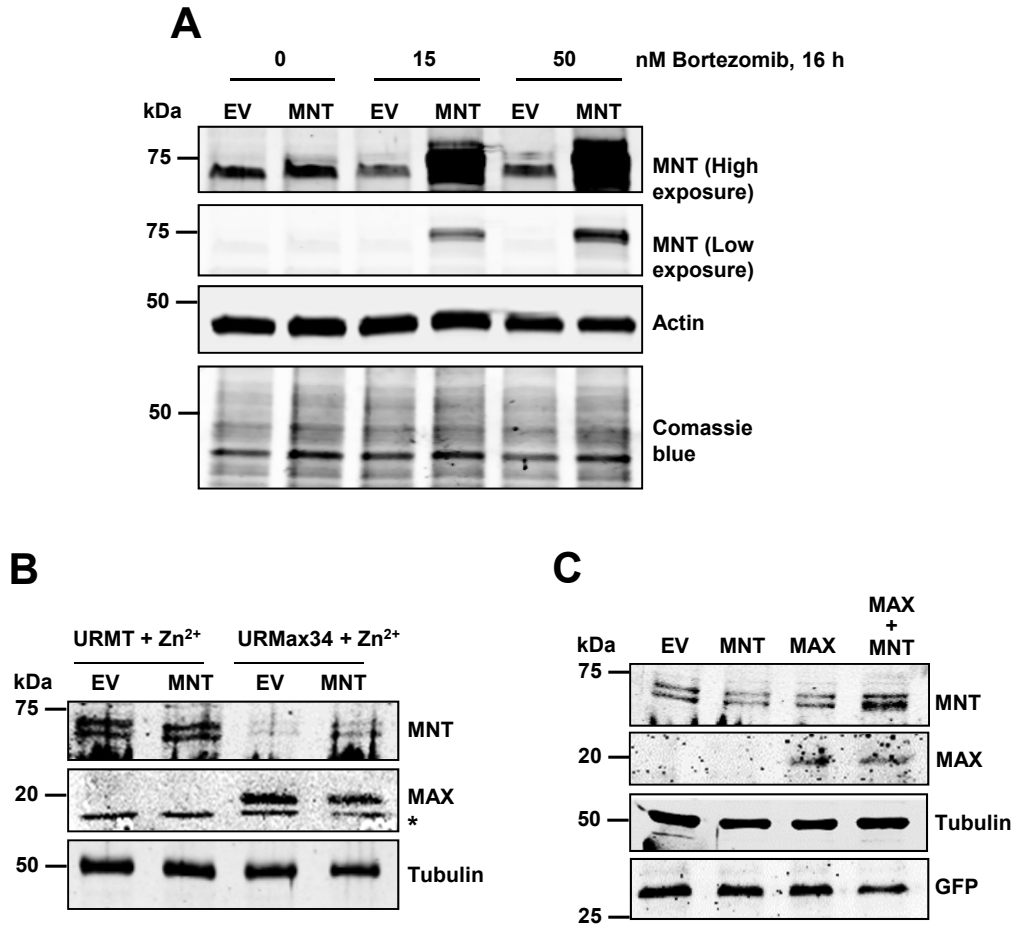 A
0 15 50 nM Bortezomib, 16 h
kDa EV MNT EV MNT EV MNT
75
MNT (High
exposure)
75
MNT (Low
exposure)
50
Actin
50
Comassie
blue
B
URMT + Zn²⁺ URMax34 + Zn²⁺
kDa EV MNT EV MNT
75
MNT
20
MAX
*
50
Tubulin
C
MAX
+
kDa EV MNT MAX MNT
75
MNT
20
MAX
50
Tubulin
GFP
25